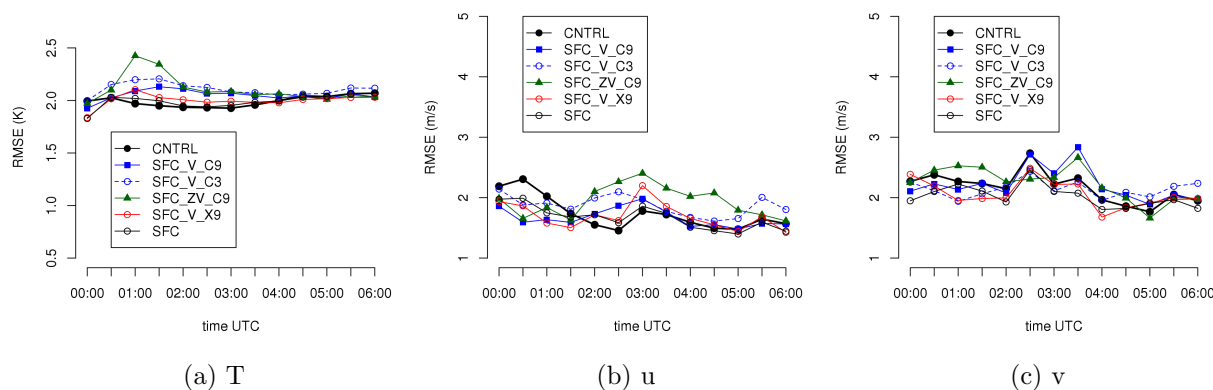 RMSE (K)
2.5
2.0
1.5
1.0
0.5
CNTRL
SFC_V_C9
SFC_V_C3
SFC_ZV_C9
SFC_V_X9
SFC
00:00 01:00 02:00 03:00 04:00 05:00 06:00
time UTC
(a) T
RMSE (m/s)
5
3
2
1
CNTRL
SFC_V_C9
SFC_V_C3
SFC_ZV_C9
SFC_V_X9
SFC
00:00 01:00 02:00 03:00 04:00 05:00 06:00
time UTC
(b) u
RMSE (m/s)
5
3
2
1
CNTRL
SFC_V_C9
SFC_V_C3
SFC_ZV_C9
SFC_V_X9
SFC
00:00 01:00 02:00 03:00 04:00 05:00 06:00
time UTC
(c) v